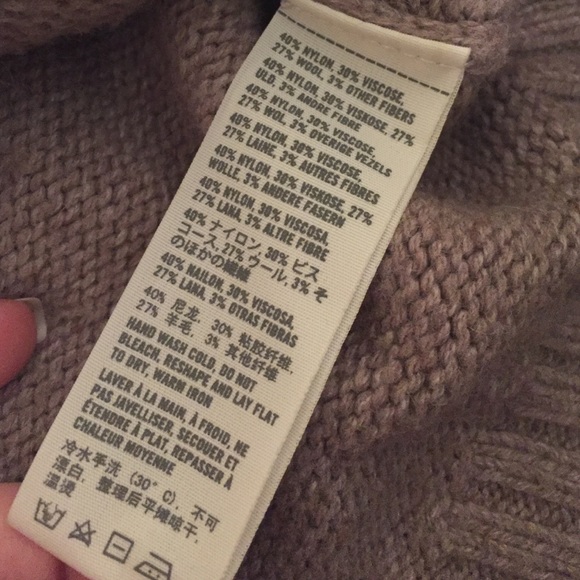 40% NYLON, 30% VISCOSE,
27% WOOL, 3% OTHER FIBERS
40% NYLON, 30% VISKOSE, 27%
ULD, 3% ANDRE FIBRE
40% NYLON, 30% VISCOSE,
27% WOL, 3% OVERIGE VEZELS
40% NYLON, 30% VISCOSE,
27% LAINE, 3% AUTRES FIBRES
40% NYLON, 30% VISKOSE, 27%
WOLLE, 3% ANDERE FASERN
40% NYLON, 30% VISCOSA,
27% LANA, 3% ALTRE FIBRE
40% ナイロン, 30% ビス
コース, 27% ウール, 3% そ
のほかの繊維
40% NAILON, 30% VISCOSA,
27% LANA, 3% OTRAS FIBRAS
40% 尼龙, 30% 粘胶纤维,
27% 羊毛, 3% 其他纤维
HAND WASH COLD, DO NOT
BLEACH, RESHAPE AND LAY FLAT
TO DRY. WARM IRON
LAVER À LA MAIN, À FROID, NE
PAS JAVELLISER, SECOUER ET
ÉTENDRE À PLAT, REPASSER À
CHALEUR MOYENNE
冷水手洗 (30°C), 不可
漂白, 整理后平摊晾干,
温烫